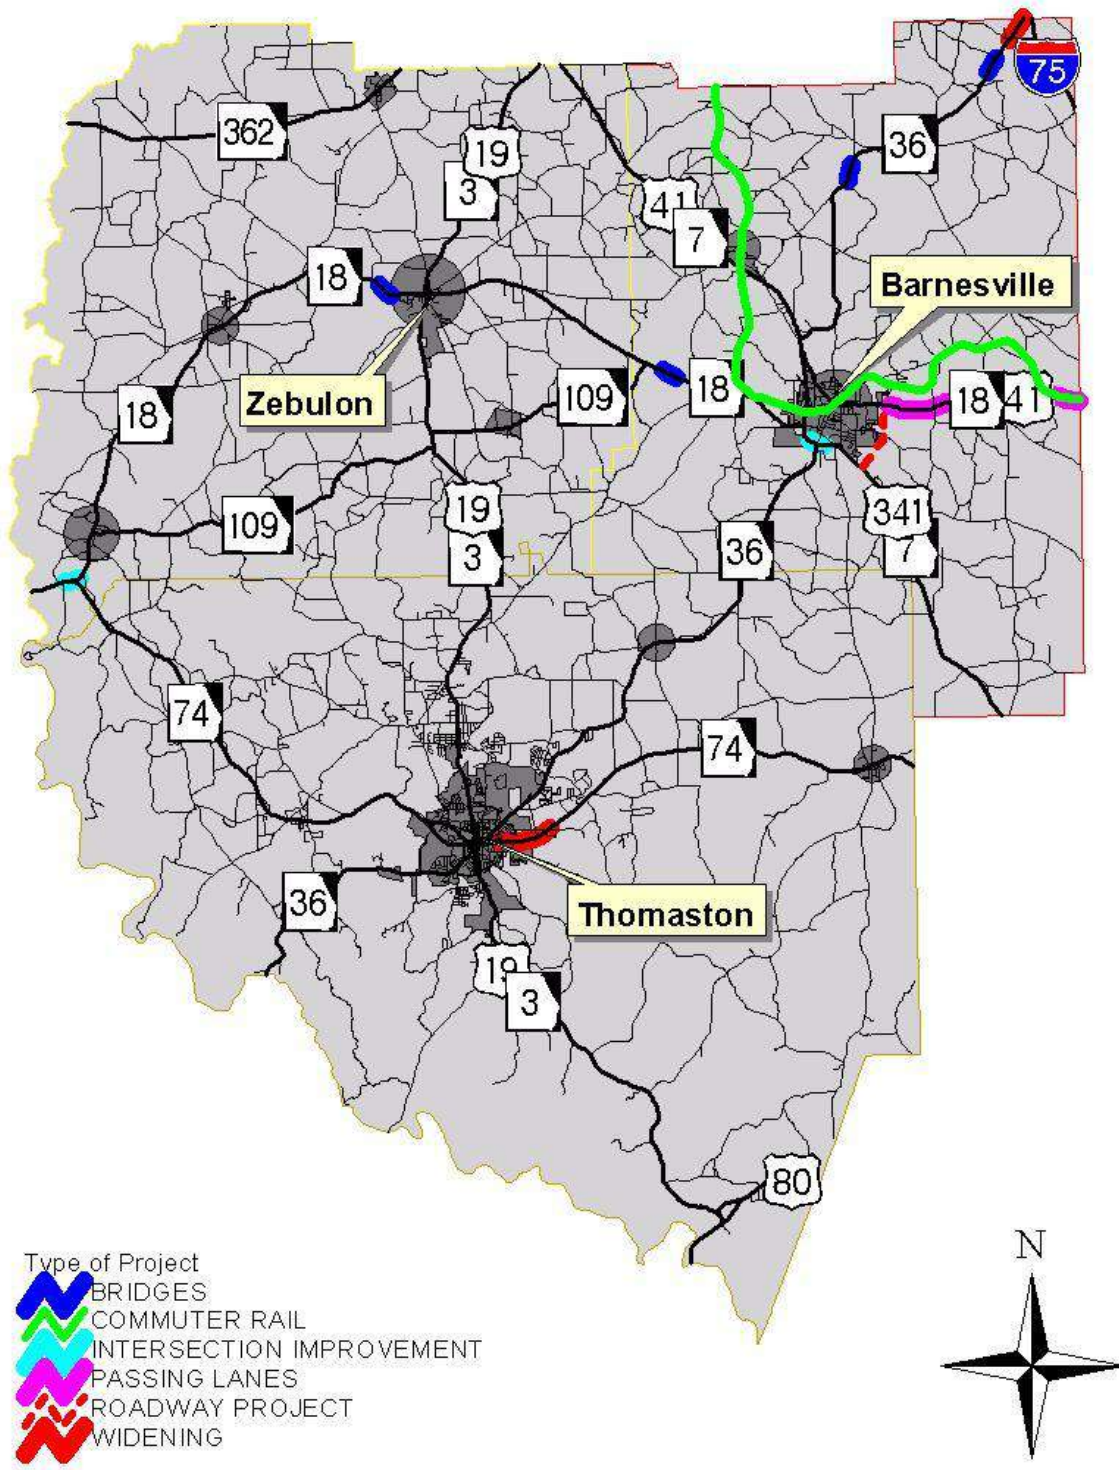 75
362
19
36
3
41
7
18
Barnesville
Zebulon
109
18
18
18
41
109
19
341
3
36
7
74
74
36
Thomaston
19
3
80
N
Type of Project
BRIDGES
COMMUTER RAIL
INTERSECTION IMPROVEMENT
PASSING LANES
ROADWAY PROJECT
WIDENING